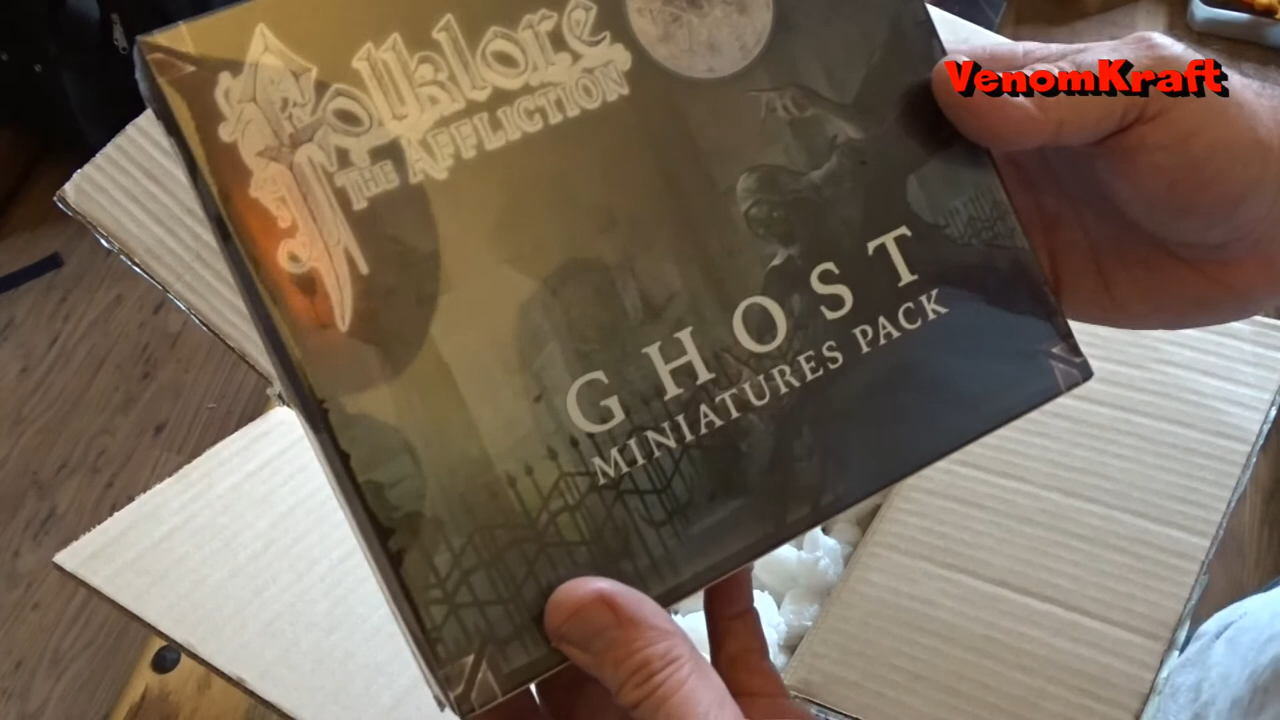 Folklore
THE AFFLICTION
VenomKraft
GHOST
MINIATURES PACK